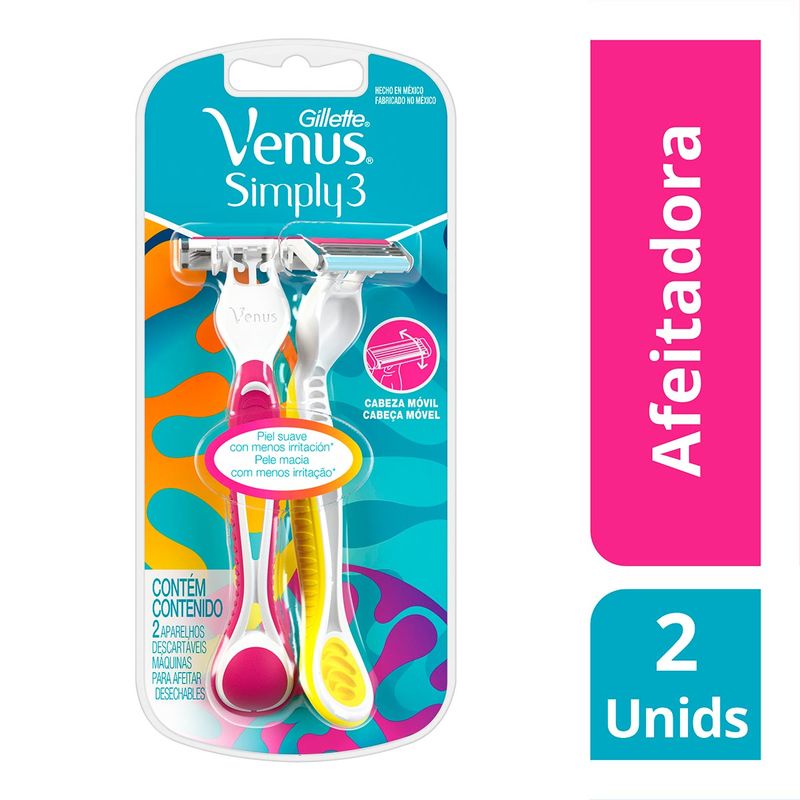 HECHO EN MÉXICO
FABRICADO NO MÉXICO
Gillette®
Venus®
Simply3
Venus
CABEZA MÓVIL
CABEÇA MÓVEL
Piel suave
con menos irritación*
Pele macia
com menos irritação*
CONTÉM
CONTENIDO
2 APARELHOS
DESCARTÁVEIS
MÁQUINAS
PARA AFEITAR
DESECHABLES
Afeitadora
2
Unids